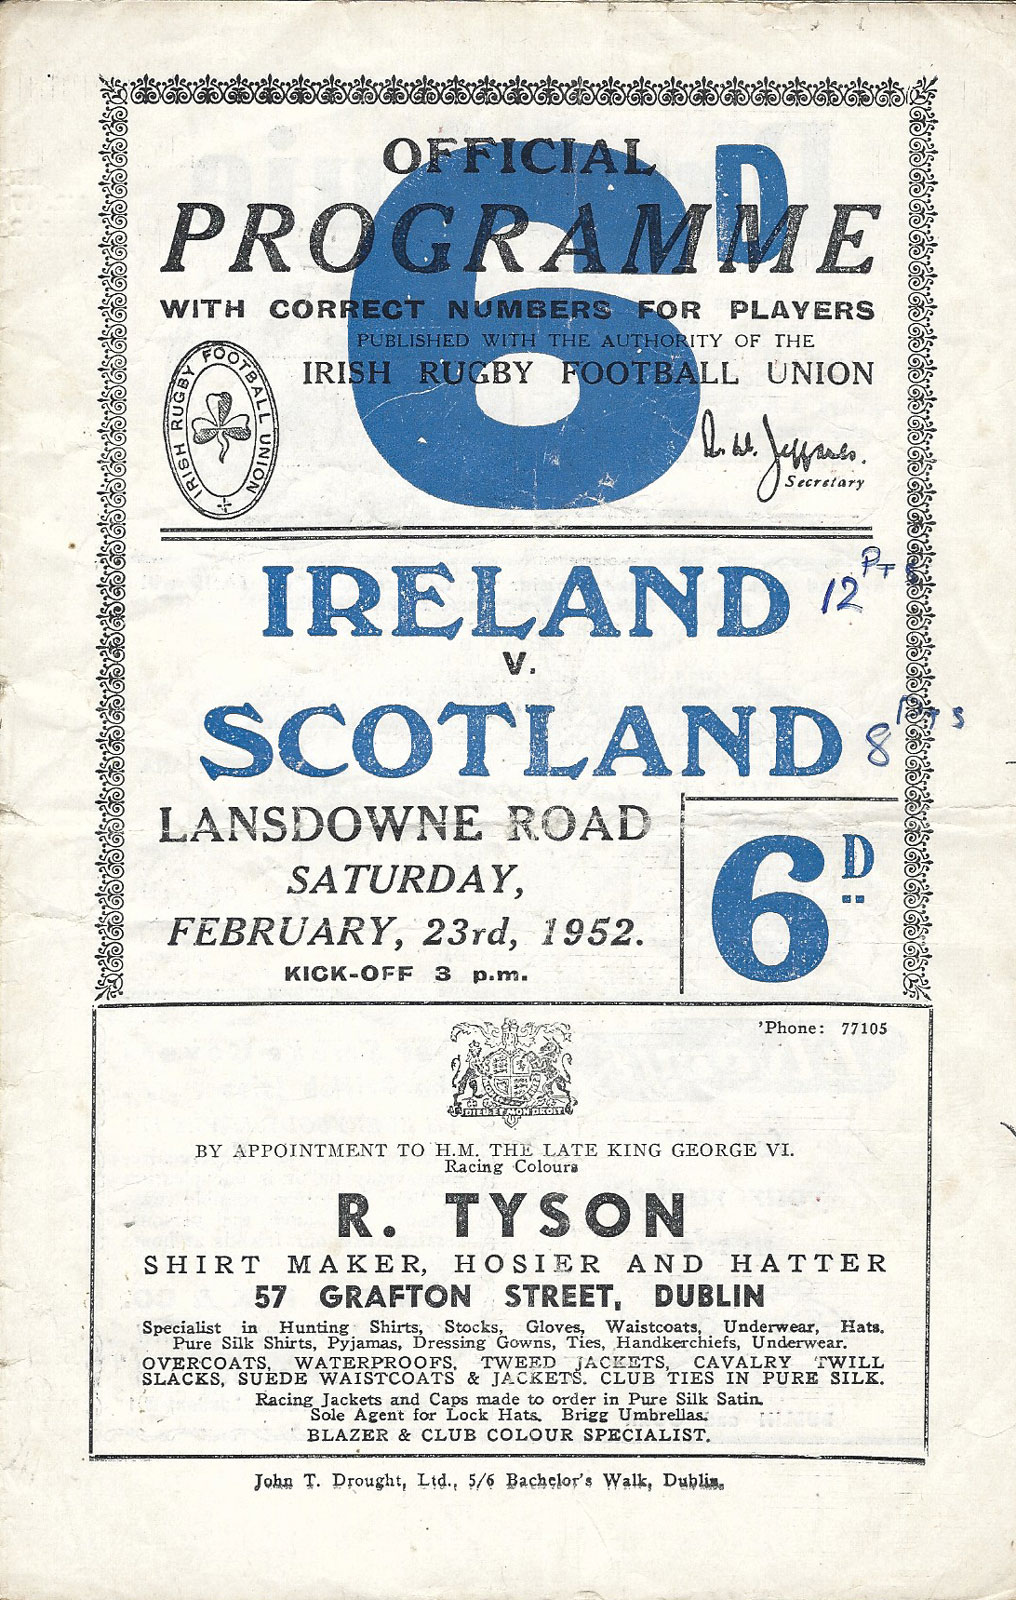 OFFICIAL 6D
PROGRAMME
WITH CORRECT NUMBERS FOR PLAYERS
PUBLISHED WITH THE AUTHORITY OF THE
IRISH RUGBY FOOTBALL UNION
IRISH RUGBY FOOTBALL UNION
R. W. Jeffares.
Secretary
IRELAND 12 Pts
V.
SCOTLAND 8 Pts
LANSDOWNE ROAD
SATURDAY,
FEBRUARY, 23rd, 1952.
KICK-OFF 3 p.m.
6D
'Phone: 77105
DIEU ET MON DROIT
BY APPOINTMENT TO H.M. THE LATE KING GEORGE VI.
Racing Colours
R. TYSON
SHIRT MAKER, HOSIER AND HATTER
57 GRAFTON STREET, DUBLIN
Specialist in Hunting Shirts, Stocks, Gloves, Waistcoats, Underwear, Hats.
Pure Silk Shirts, Pyjamas, Dressing Gowns, Ties, Handkerchiefs, Underwear.
OVERCOATS, WATERPROOFS, TWEED JACKETS, CAVALRY TWILL
SLACKS, SUEDE WAISTCOATS & JACKETS. CLUB TIES IN PURE SILK.
Racing Jackets and Caps made to order in Pure Silk Satin.
Sole Agent for Lock Hats. Brigg Umbrellas.
BLAZER & CLUB COLOUR SPECIALIST.
John T. Drought, Ltd., 5/6 Bachelor's Walk, Dublin.